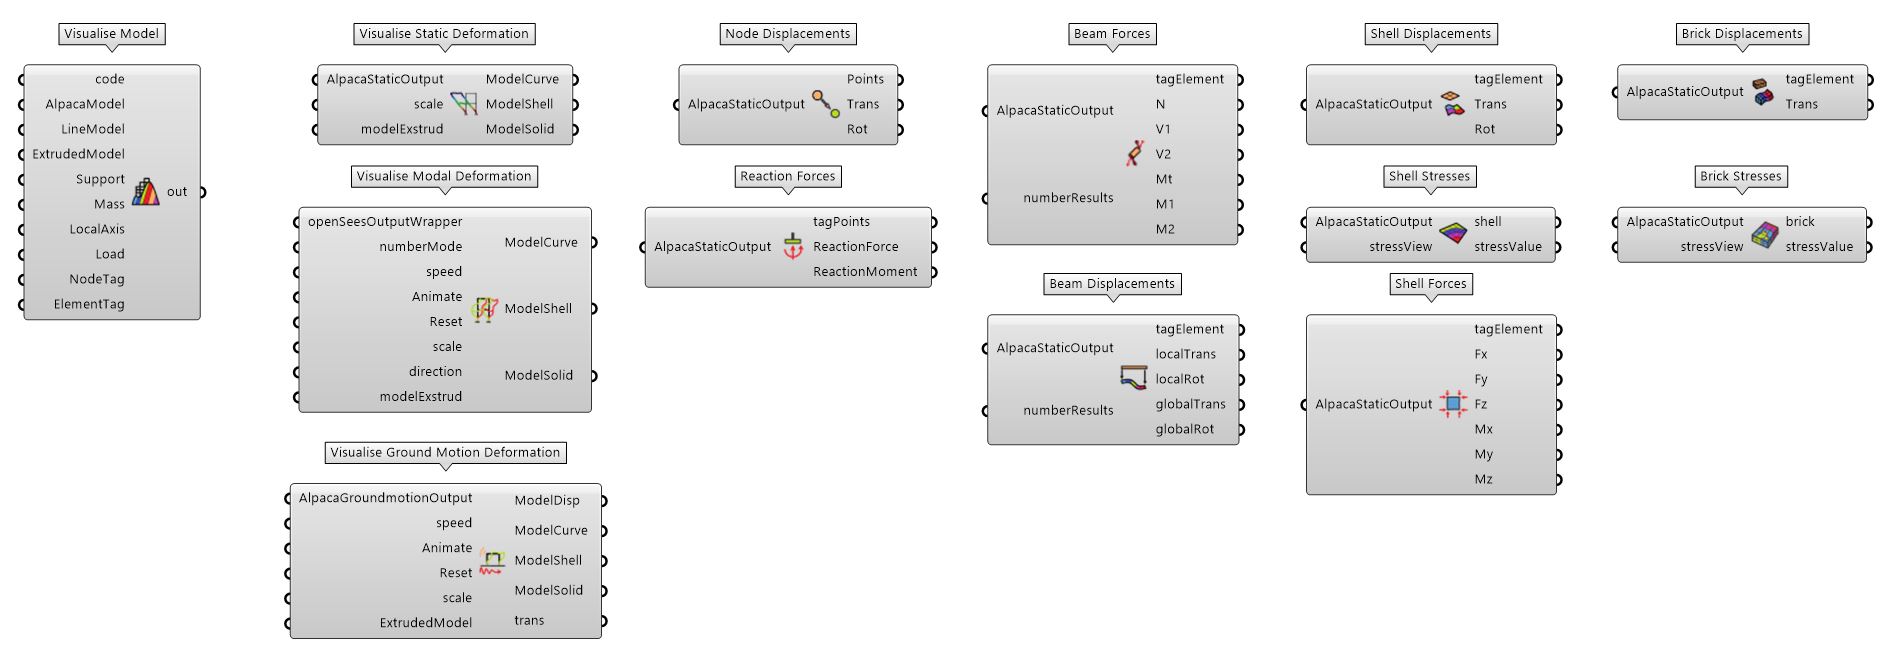 Visualise Model
code
AlpacaModel
LineModel
ExtrudedModel
Support
Mass
LocalAxis
Load
NodeTag
ElementTag
out
Visualise Static Deformation
AlpacaStaticOutput
scale
modelExstrud
ModelCurve
ModelShell
ModelSolid
Visualise Modal Deformation
openSeesOutputWrapper
numberMode
speed
Animate
Reset
scale
direction
modelExstrud
ModelCurve
ModelShell
ModelSolid
Visualise Ground Motion Deformation
AlpacaGroundmotionOutput
speed
Animate
Reset
scale
ExtrudedModel
ModelDisp
ModelCurve
ModelShell
ModelSolid
trans
Node Displacements
AlpacaStaticOutput
Points
Trans
Rot
Reaction Forces
AlpacaStaticOutput
tagPoints
ReactionForce
ReactionMoment
Beam Forces
AlpacaStaticOutput
numberResults
tagElement
N
V1
V2
Mt
M1
M2
Beam Displacements
AlpacaStaticOutput
numberResults
tagElement
localTrans
localRot
globalTrans
globalRot
Shell Displacements
AlpacaStaticOutput
tagElement
Trans
Rot
Shell Stresses
AlpacaStaticOutput
stressView
shell
stressValue
Shell Forces
AlpacaStaticOutput
tagElement
Fx
Fy
Fz
Mx
My
Mz
Brick Displacements
AlpacaStaticOutput
tagElement
Trans
Brick Stresses
AlpacaStaticOutput
stressView
brick
stressValue